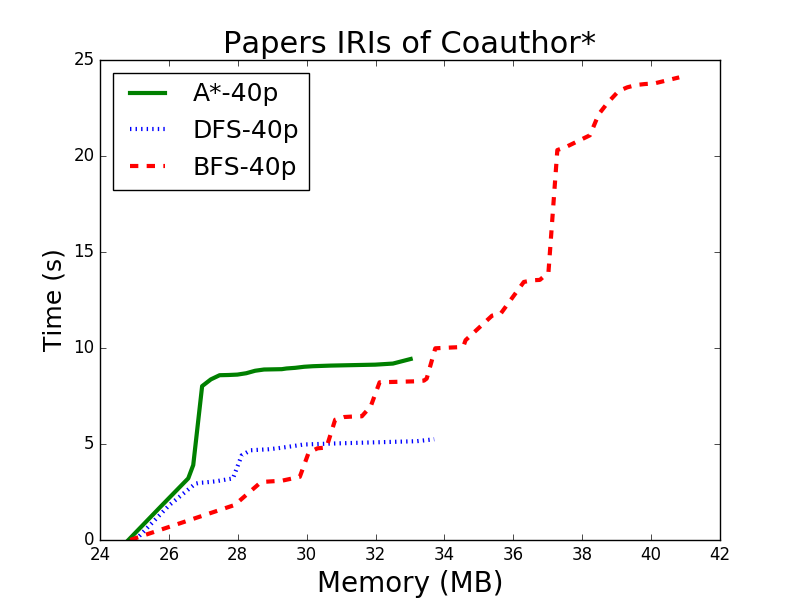 Papers IRIs of Coauthor*
A*-40p
DFS-40p
BFS-40p
Time (s)
25
20
15
10
5
0
24 26 28 30 32 34 36 38 40 42
Memory (MB)